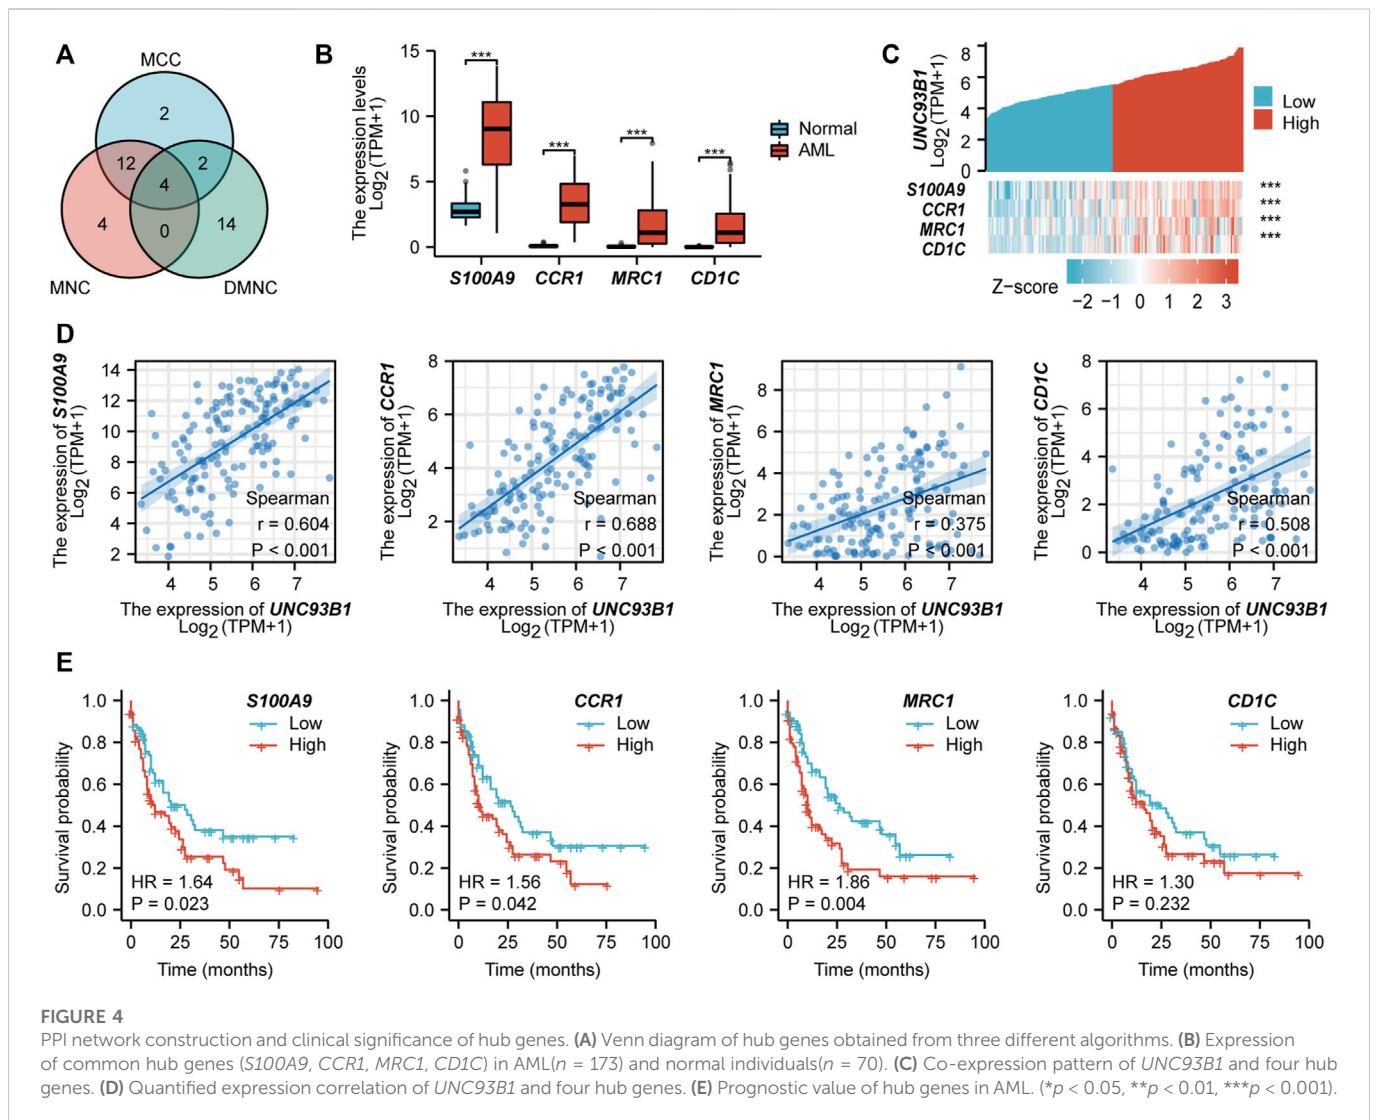 A
MCC
2
12
2
4
4
0
14
MNC
DMNC
B
The expression levels
Log2 (TPM+1)
15
10
5
0
***
***
***
***
Normal
AML
S100A9
CCR1
MRC1
CD1C
C
UNC93B1
Log2 (TPM+1)
8
6
4
2
0
Low
High
S100A9 ***
CCR1 ***
MRC1 ***
CD1C ***
Z−score
−2 −1 0 1 2 3
D
The expression of S100A9
Log2 (TPM+1)
14
12
10
8
6
4
2
Spearman
r = 0.604
P < 0.001
4 5 6 7
The expression of UNC93B1
Log2 (TPM+1)
The expression of CCR1
Log2 (TPM+1)
8
6
4
2
Spearman
r = 0.688
P < 0.001
4 5 6 7
The expression of UNC93B1
Log2 (TPM+1)
The expression of MRC1
Log2 (TPM+1)
8
6
4
2
0
Spearman
r = 0.375
P < 0.001
4 5 6 7
The expression of UNC93B1
Log2 (TPM+1)
The expression of CD1C
Log2 (TPM+1)
8
6
4
2
0
Spearman
r = 0.508
P < 0.001
4 5 6 7
The expression of UNC93B1
Log2 (TPM+1)
E
Survival probability
1.0
0.8
0.6
0.4
0.2
0.0
S100A9
Low
High
HR = 1.64
P = 0.023
0 25 50 75 100
Time (months)
Survival probability
1.0
0.8
0.6
0.4
0.2
0.0
CCR1
Low
High
HR = 1.56
P = 0.042
0 25 50 75 100
Time (months)
Survival probability
1.0
0.8
0.6
0.4
0.2
0.0
MRC1
Low
High
HR = 1.86
P = 0.004
0 25 50 75 100
Time (months)
Survival probability
1.0
0.8
0.6
0.4
0.2
0.0
CD1C
Low
High
HR = 1.30
P = 0.232
0 25 50 75 100
Time (months)
FIGURE 4
PPI network construction and clinical significance of hub genes. (A) Venn diagram of hub genes obtained from three different algorithms. (B) Expression
of common hub genes (S100A9, CCR1, MRC1, CD1C) in AML(n = 173) and normal individuals(n = 70). (C) Co-expression pattern of UNC93B1 and four hub
genes. (D) Quantified expression correlation of UNC93B1 and four hub genes. (E) Prognostic value of hub genes in AML. (*p < 0.05, **p < 0.01, ***p < 0.001).